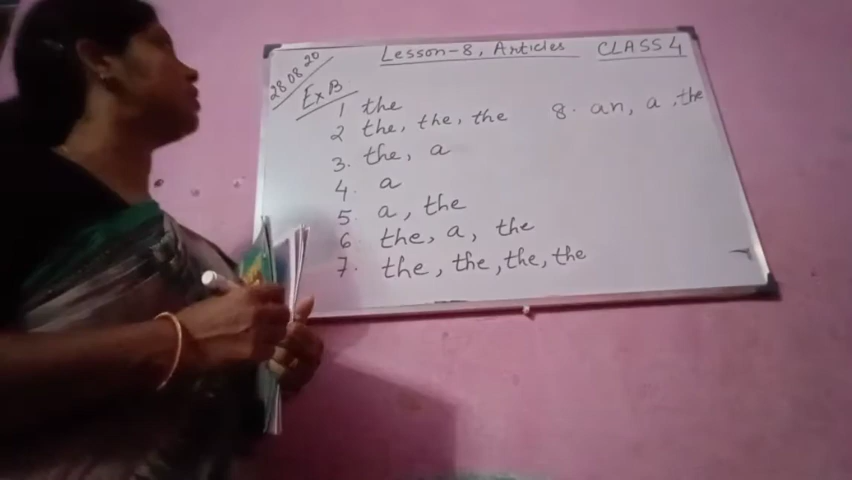 Lesson-8, Articles CLASS 4
28.08.20
Ex B
1 the
2 the, the, the
3. the, a
4. a
5. a, the
6 the, a, the
7. the, the, the, the
8. an, a, the